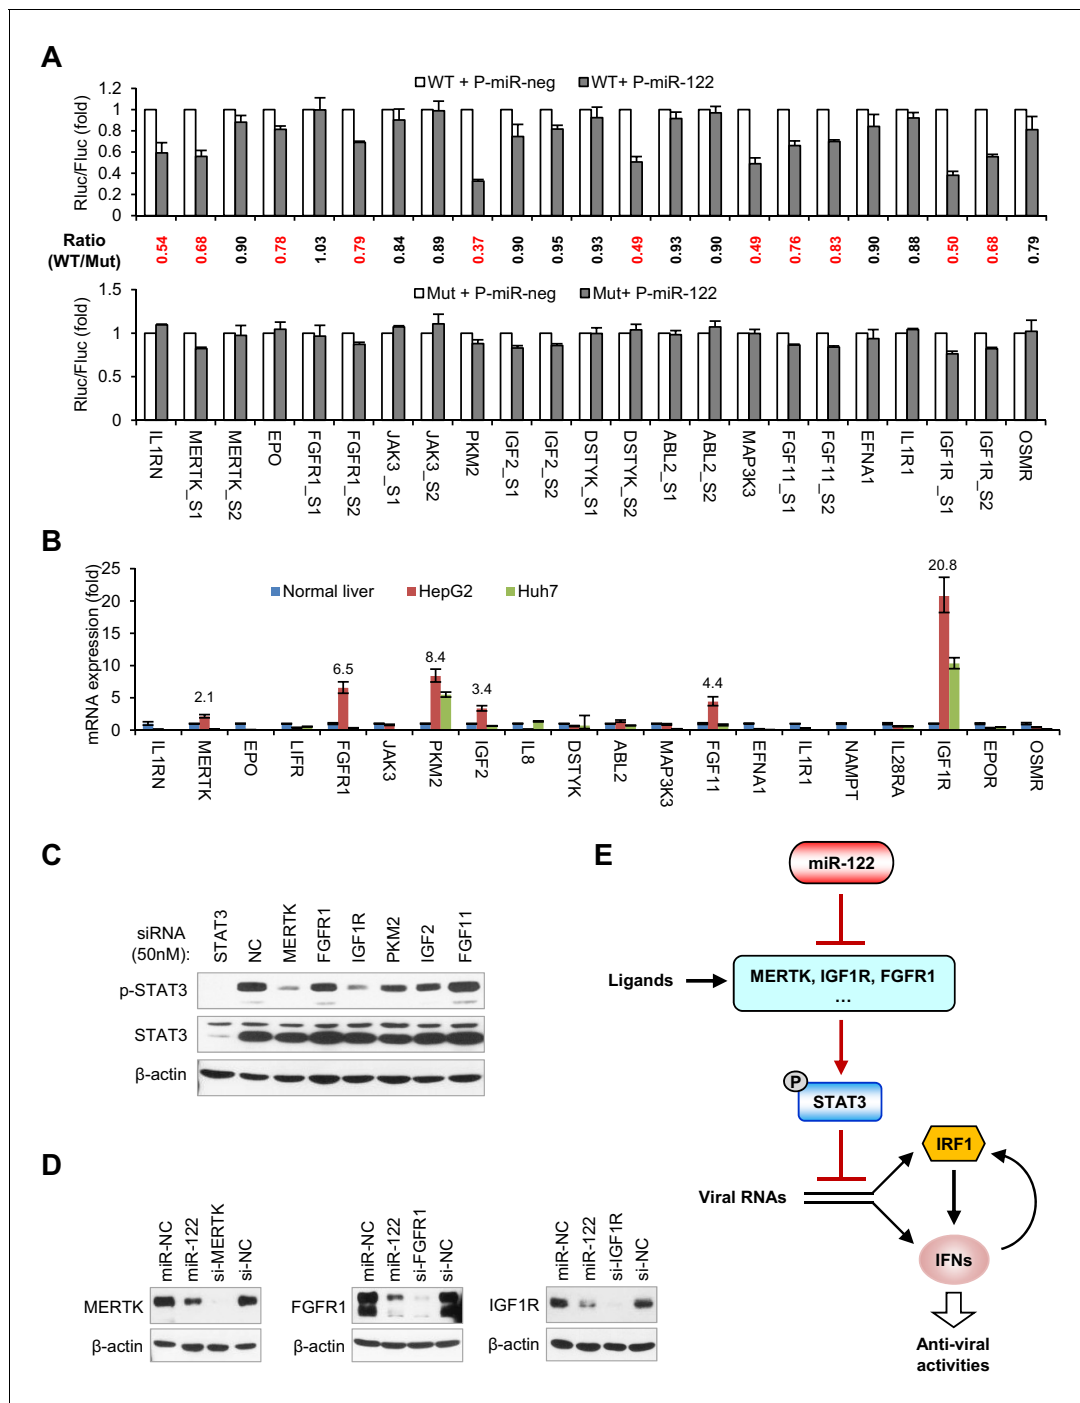 A
WT + P-miR-neg
WT+ P-miR-122
Rluc/Fluc (fold)
1.2
1
0.8
0.6
0.4
0.2
0
Ratio
(WT/Mut)
0.54
0.68
0.90
0.78
1.03
0.79
0.84
0.89
0.37
0.90
0.95
0.93
0.49
0.93
0.90
0.49
0.76
0.83
0.90
0.88
0.50
0.68
0.79
Mut + P-miR-neg
Mut+ P-miR-122
Rluc/Fluc (fold)
1.5
1
0.5
0
IL1RN
MERTK_S1
MERTK_S2
EPO
FGFR1_S1
FGFR1_S2
JAK3_S1
JAK3_S2
PKM2
IGF2_S1
IGF2_S2
DSTYK_S1
DSTYK_S2
ABL2_S1
ABL2_S2
MAP3K3
FGF11_S1
FGF11_S2
EFNA1
IL1R1
IGF1R_S1
IGF1R_S2
OSMR
B
mRNA expression (fold)
25
20
15
10
5
0
Normal liver
HepG2
Huh7
2.1
6.5
8.4
3.4
4.4
20.8
IL1RN
MERTK
EPO
LIFR
FGFR1
JAK3
PKM2
IGF2
IL8
DSTYK
ABL2
MAP3K3
FGF11
EFNA1
IL1R1
NAMPT
IL28RA
IGF1R
EPOR
OSMR
C
siRNA
(50nM):
STAT3
NC
MERTK
FGFR1
IGF1R
PKM2
IGF2
FGF11
p-STAT3
STAT3
β-actin
D
miR-NC
miR-122
si-MERTK
si-NC
MERTK
β-actin
miR-NC
miR-122
si-FGFR1
si-NC
FGFR1
β-actin
miR-NC
miR-122
si-IGF1R
si-NC
IGF1R
β-actin
E
miR-122
Ligands
MERTK, IGF1R, FGFR1
...
P
STAT3
IRF1
Viral RNAs
IFNs
Anti-viral
activities